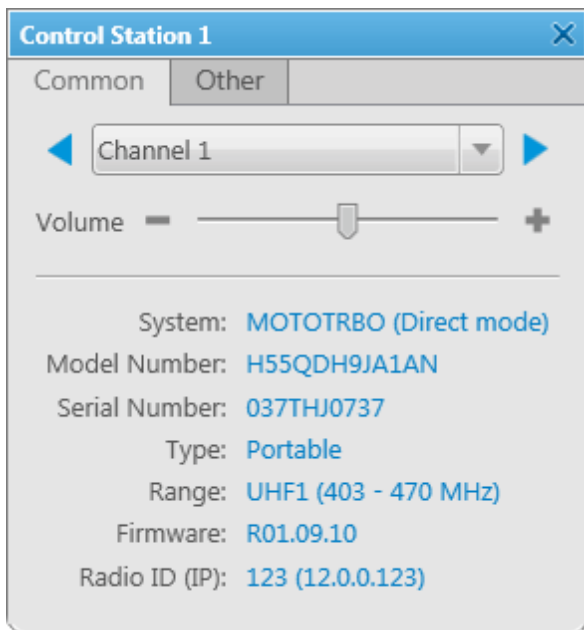 Control Station 1
Common Other
Channel 1
Volume
System: MOTOTRBO (Direct mode)
Model Number: H55QDH9JA1AN
Serial Number: 037THJ0737
Type: Portable
Range: UHF1 (403 - 470 MHz)
Firmware: R01.09.10
Radio ID (IP): 123 (12.0.0.123)